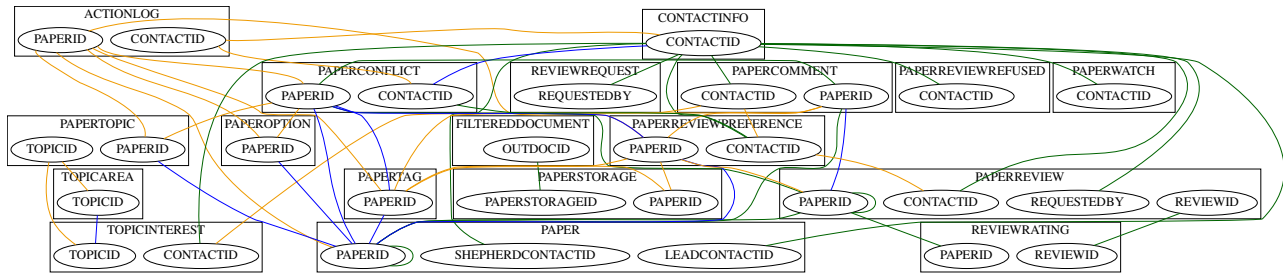 ACTIONLOG
PAPERID CONTACTID
CONTACTINFO
CONTACTID
PAPERCONFLICT
PAPERID CONTACTID
REVIEWREQUEST
REQUESTEDBY
PAPERCOMMENT
CONTACTID PAPERID
PAPERREVIEWREFUSED
CONTACTID
PAPERWATCH
CONTACTID
PAPERTOPIC
TOPICID PAPERID
PAPEROPTION
PAPERID
FILTEREDDOCUMENT
OUTDOCID
PAPERREVIEWPREFERENCE
PAPERID CONTACTID
TOPICAREA
TOPICID
PAPERTAG
PAPERID
PAPERSTORAGE
PAPERSTORAGEID PAPERID
PAPERREVIEW
PAPERID CONTACTID REQUESTEDBY REVIEWID
TOPICINTEREST
TOPICID CONTACTID
PAPER
PAPERID SHEPHERDCONTACTID LEADCONTACTID
REVIEWRATING
PAPERID REVIEWID